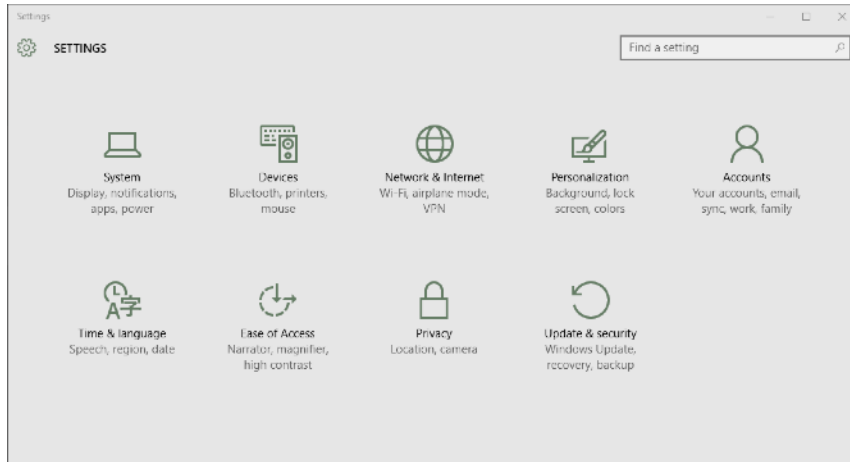 Settings
SETTINGS
Find a setting
System
Display, notifications,
apps, power
Devices
Bluetooth, printers,
mouse
Network & Internet
Wi-Fi, airplane mode,
VPN
Personalization
Background, lock
screen, colors
Accounts
Your accounts, email,
sync, work, family
A字
Time & language
Speech, region, date
Ease of Access
Narrator, magnifier,
high contrast
Privacy
Location, camera
Update & security
Windows Update,
recovery, backup